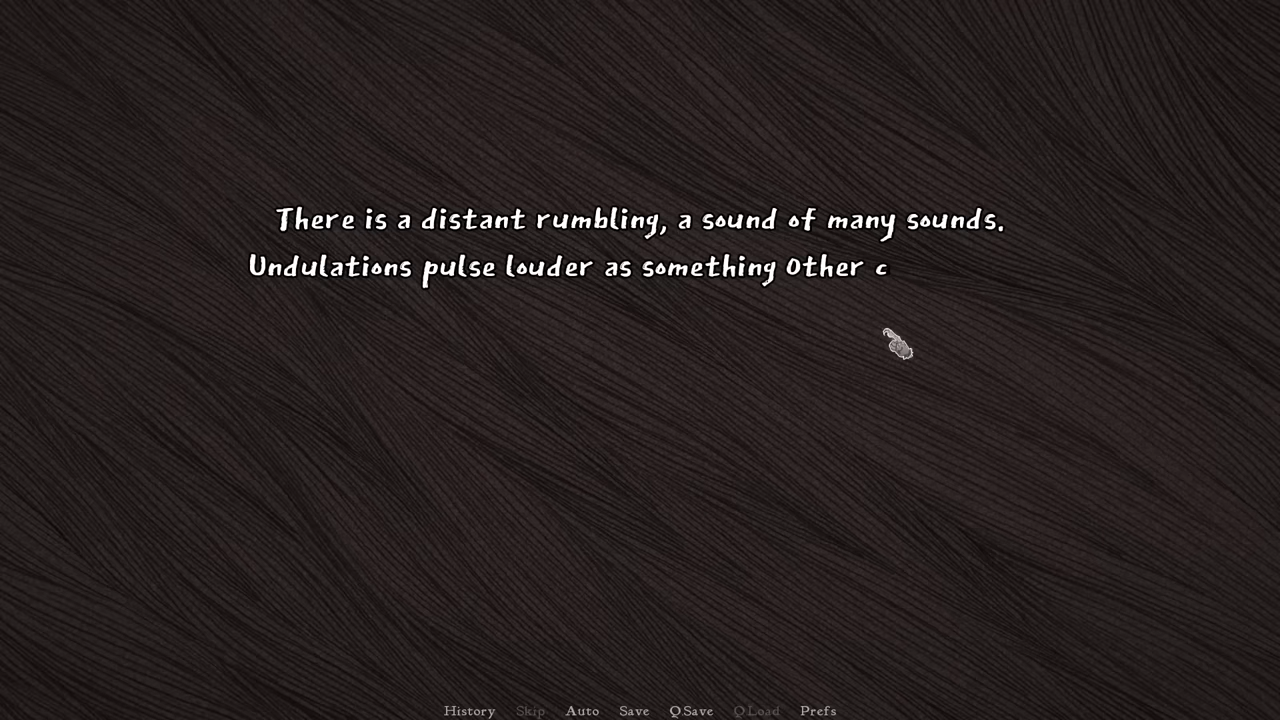 There is a distant rumbling, a sound of many sounds.
Undulations pulse louder as something Other c
History Skip Auto Save Q.Save Q.Load Prefs